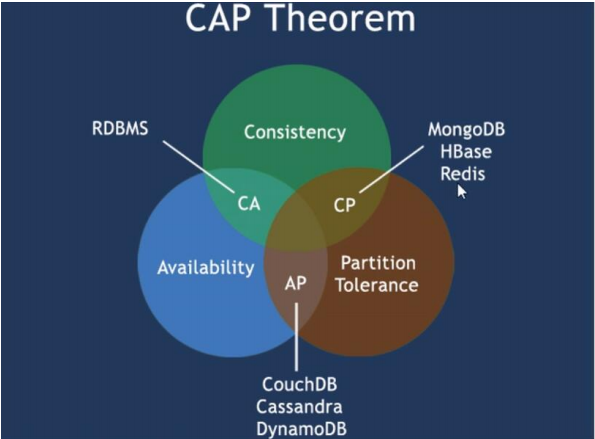 CAP Theorem
RDBMS
Consistency
MongoDB
HBase
Redis
CA
CP
Availability
Partition
Tolerance
AP
CouchDB
Cassandra
DynamoDB